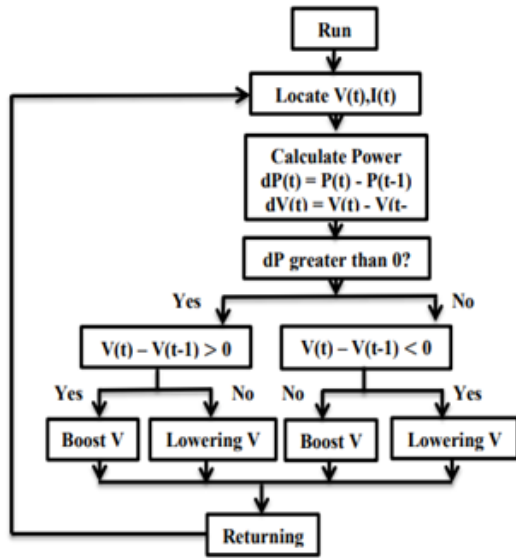 Run
Locate V(t),I(t)
Calculate Power
dP(t) = P(t) - P(t-1)
dV(t) = V(t) - V(t-
dP greater than 0?
Yes
No
V(t) – V(t-1) > 0
V(t) – V(t-1) < 0
Yes
No
No
Yes
Boost V
Lowering V
Boost V
Lowering V
Returning